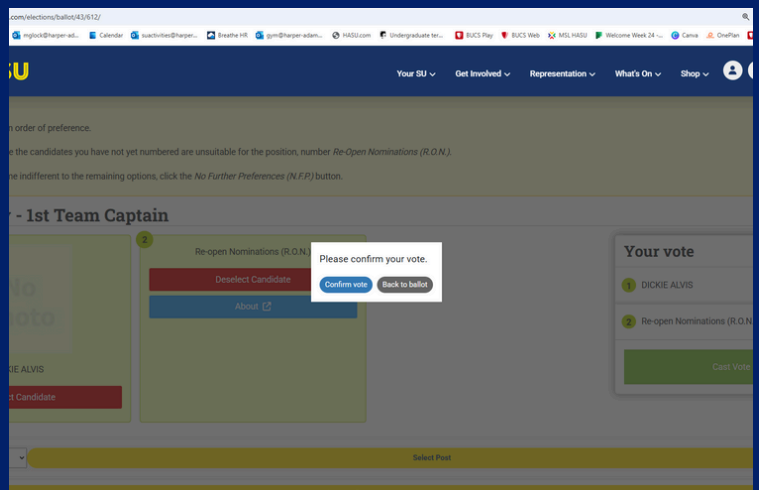 .com/elections/ballot/43/612/
mglock@harper-ad... Calendar suactivities@harper... Breathe HR gym@harper-adam... HASU.com Undergraduate ter... BUCS Play BUCS Web MSL HASU Welcome Week 24 -... Canva OnePlan
SU
Your SU Get Involved Representation What's On Shop
n order of preference.
e the candidates you have not yet numbered are unsuitable for the position, number Re-Open Nominations (R.O.N.).
me indifferent to the remaining options, click the No Further Preferences (N.F.P.) button.
- 1st Team Captain
2
Re-open Nominations (R.O.N.)
Deselect Candidate
About
No
hoto
KIE ALVIS
ct Candidate
Please confirm your vote.
Confirm vote Back to ballot
Your vote
1 DICKIE ALVIS
2 Re-open Nominations (R.O.N
Cast Vote
Select Post